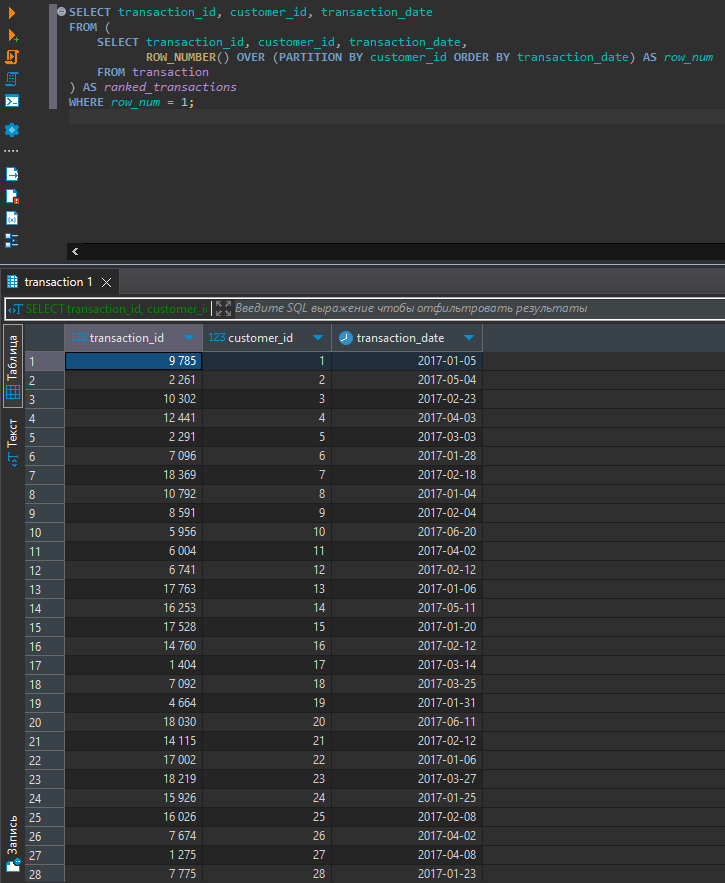 SELECT transaction_id, customer_id, transaction_date
FROM (
SELECT transaction_id, customer_id, transaction_date,
ROW_NUMBER() OVER (PARTITION BY customer_id ORDER BY transaction_date) AS row_num
FROM transaction
) AS ranked_transactions
WHERE row_num = 1;
transaction 1
SELECT transaction_id, customer_i
Введите SQL выражение чтобы отфильтровать результаты
Таблица
Текст
Запись
123 transaction_id 123 customer_id transaction_date
1 9 785 1 2017-01-05
2 2 261 2 2017-05-04
3 10 302 3 2017-02-23
4 12 441 4 2017-04-03
5 2 291 5 2017-03-03
6 7 096 6 2017-01-28
7 18 369 7 2017-02-18
8 10 792 8 2017-01-04
9 8 591 9 2017-02-04
10 5 956 10 2017-06-20
11 6 004 11 2017-04-02
12 6 741 12 2017-02-12
13 17 763 13 2017-01-06
14 16 253 14 2017-05-11
15 17 528 15 2017-01-20
16 14 760 16 2017-02-12
17 1 404 17 2017-03-14
18 7 092 18 2017-03-25
19 4 664 19 2017-01-31
20 18 030 20 2017-06-11
21 14 115 21 2017-02-12
22 17 002 22 2017-01-06
23 18 219 23 2017-03-27
24 15 926 24 2017-01-25
25 16 026 25 2017-02-08
26 7 674 26 2017-04-02
27 1 275 27 2017-04-08
28 7 775 28 2017-01-23